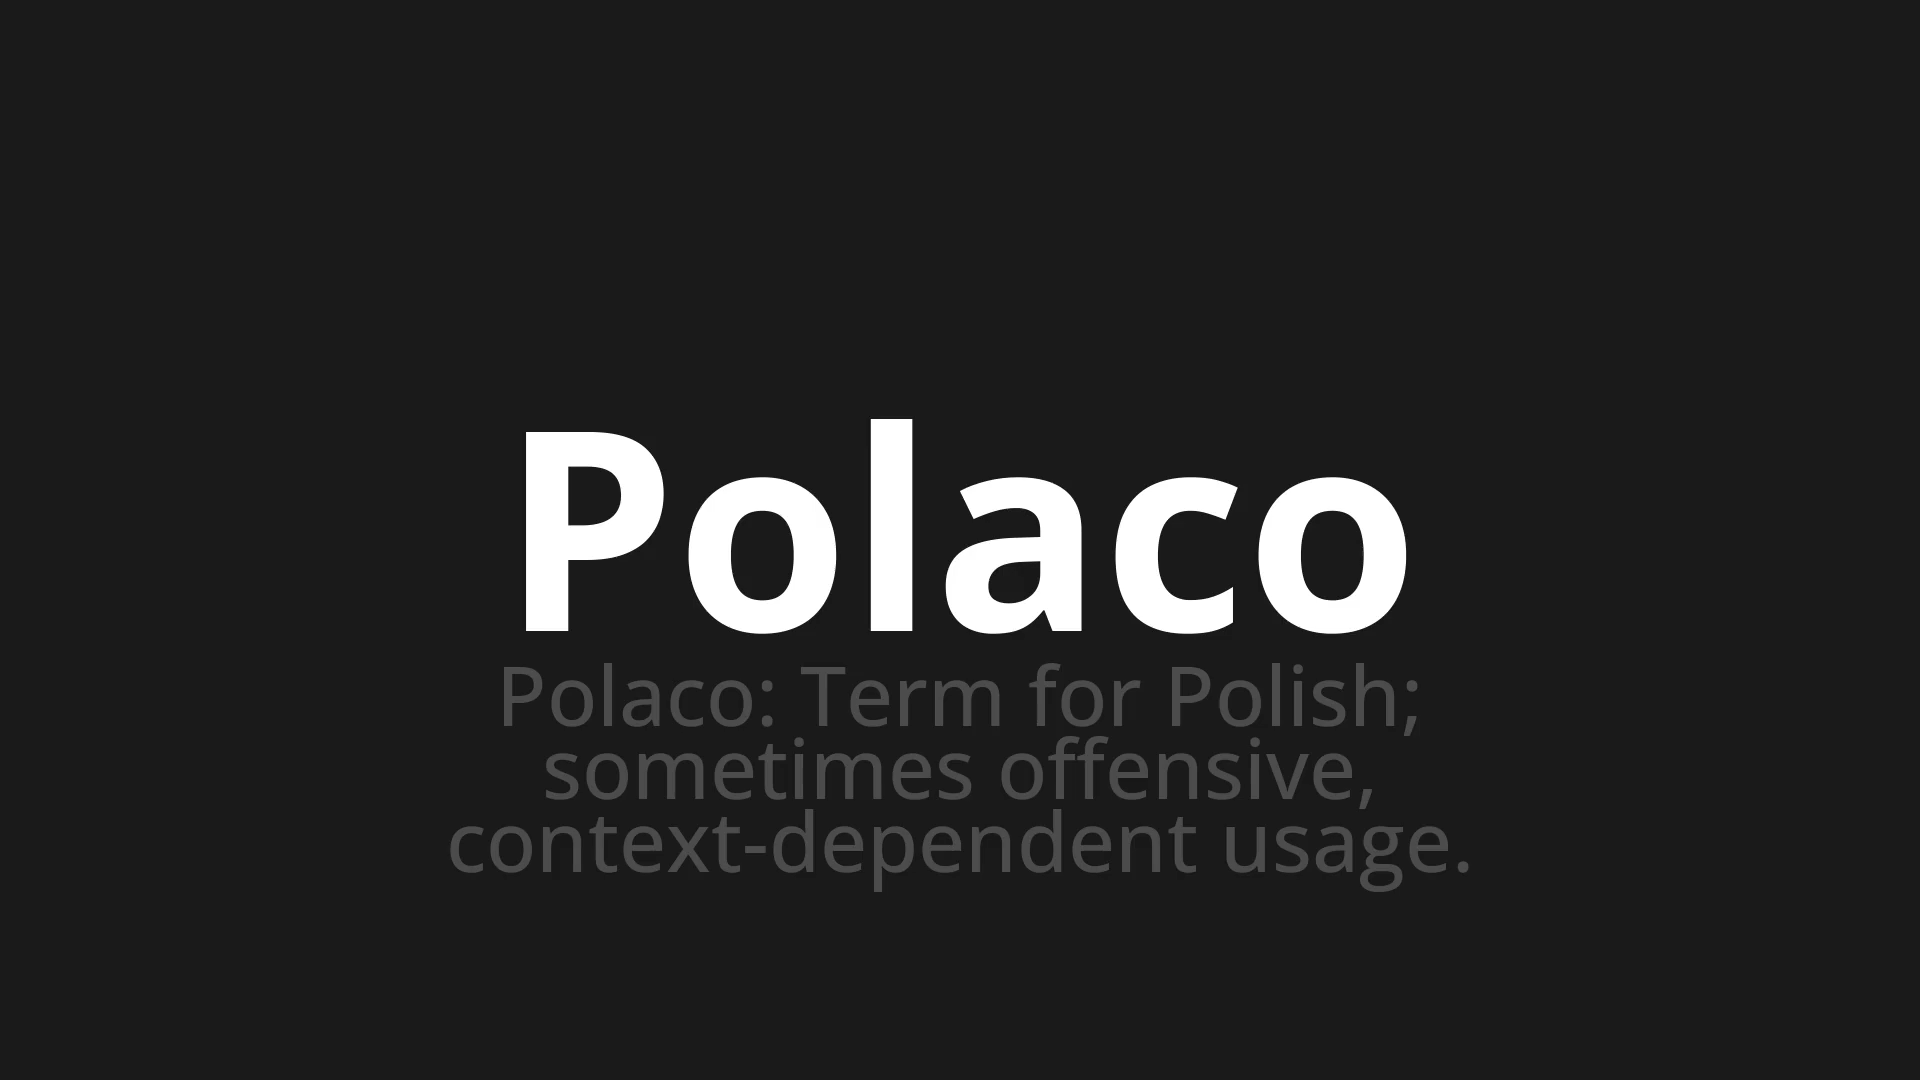 Polaco
Polaco: Term for Polish;
sometimes offensive,
context-dependent usage.